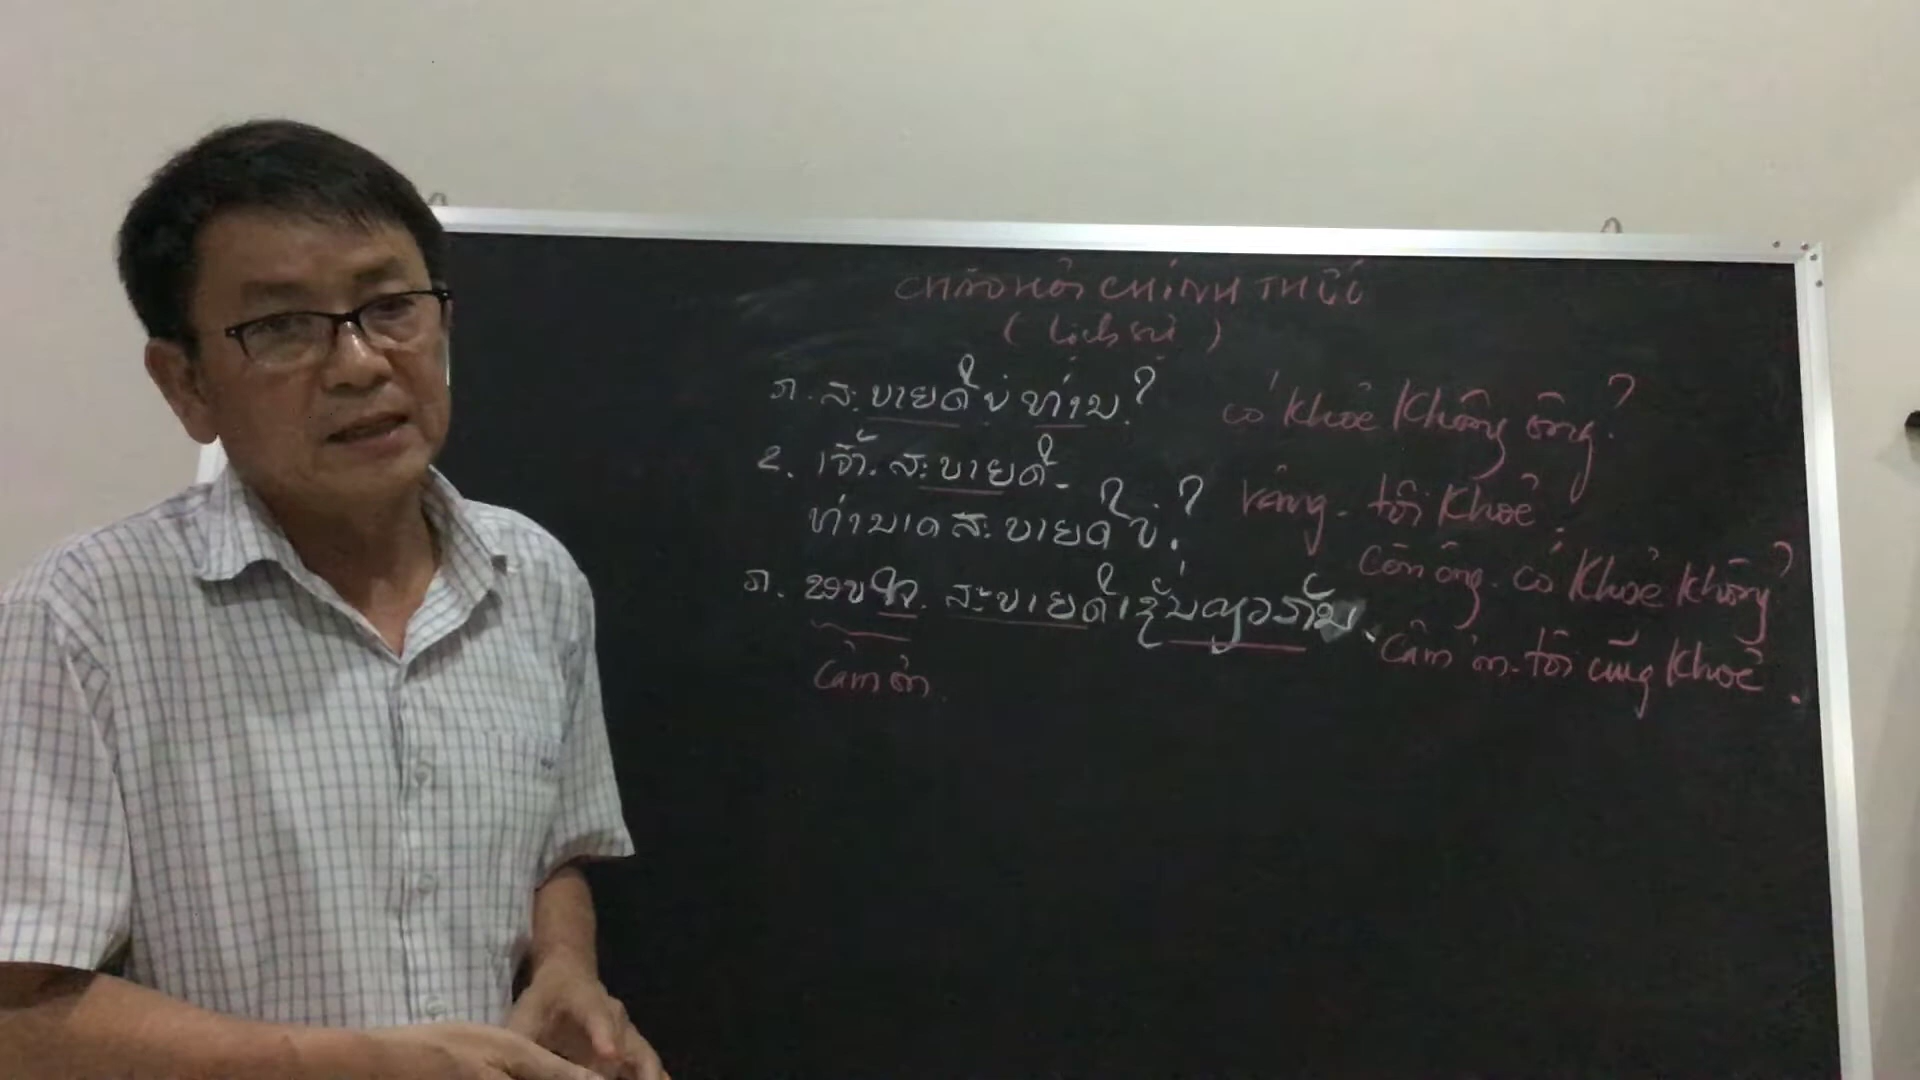 CHÀO HỎI CHÍNH THỨC
(lịch sự)
ກ. ສະບາຍດີບໍ່ທ່ານ? có khoẻ không ông?
2. ເຈົ້າ. ສະບາຍດີ. vâng. tôi khoẻ.
ທ່ານເດ ສະບາຍດີບໍ່? còn ông. có khoẻ không?
ກ. ຂອບໃຈ. ສະບາຍດີເຊັ່ນດຽວກັນ. cảm ơn. tôi cũng khoẻ.
cảm ơn